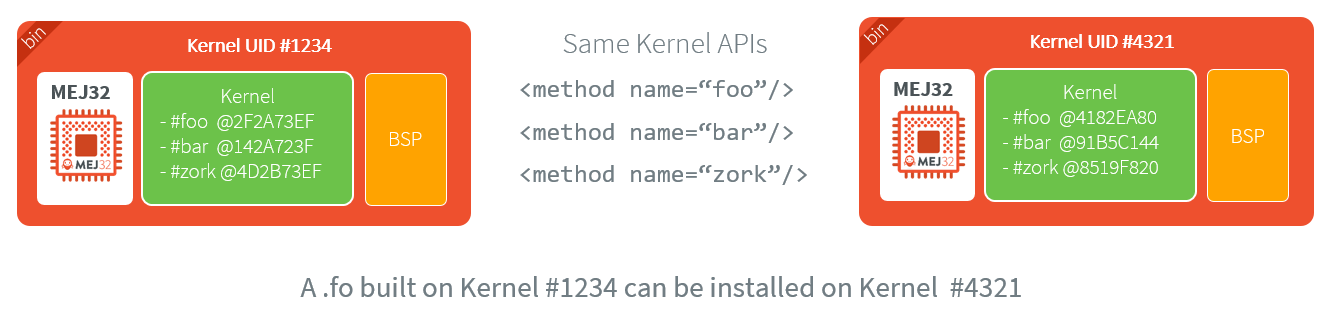 bin
Kernel UID #1234
MEJ32
MEJ32
Kernel
- #foo @2F2A73EF
- #bar @142A723F
- #zork @4D2B73EF
BSP
Same Kernel APIs
<method name=“foo”/>
<method name=“bar”/>
<method name=“zork”/>
bin
Kernel UID #4321
MEJ32
MEJ32
Kernel
- #foo @4182EA80
- #bar @91B5C144
- #zork @8519F820
BSP
A .fo built on Kernel #1234 can be installed on Kernel #4321